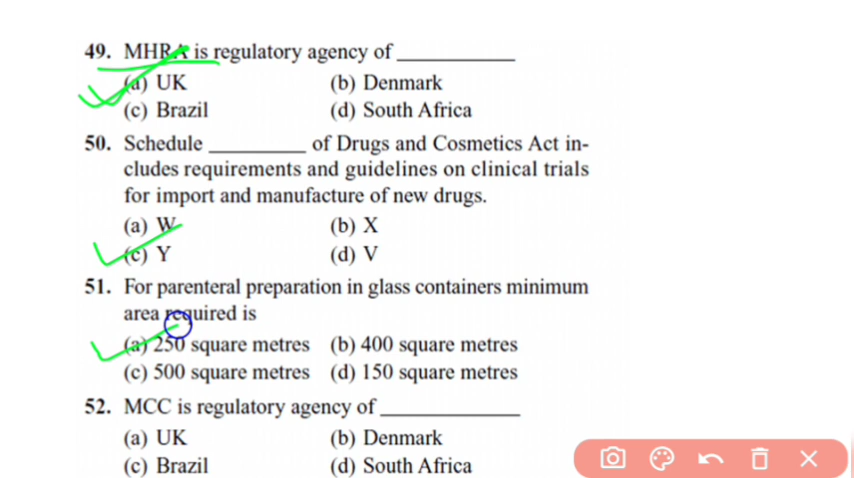 49. MHRA is regulatory agency of ____________
(a) UK (b) Denmark
(c) Brazil (d) South Africa
50. Schedule __________ of Drugs and Cosmetics Act in-
cludes requirements and guidelines on clinical trials
for import and manufacture of new drugs.
(a) W (b) X
(c) Y (d) V
51. For parenteral preparation in glass containers minimum
area required is
(a) 250 square metres (b) 400 square metres
(c) 500 square metres (d) 150 square metres
52. MCC is regulatory agency of ______________
(a) UK (b) Denmark
(c) Brazil (d) South Africa